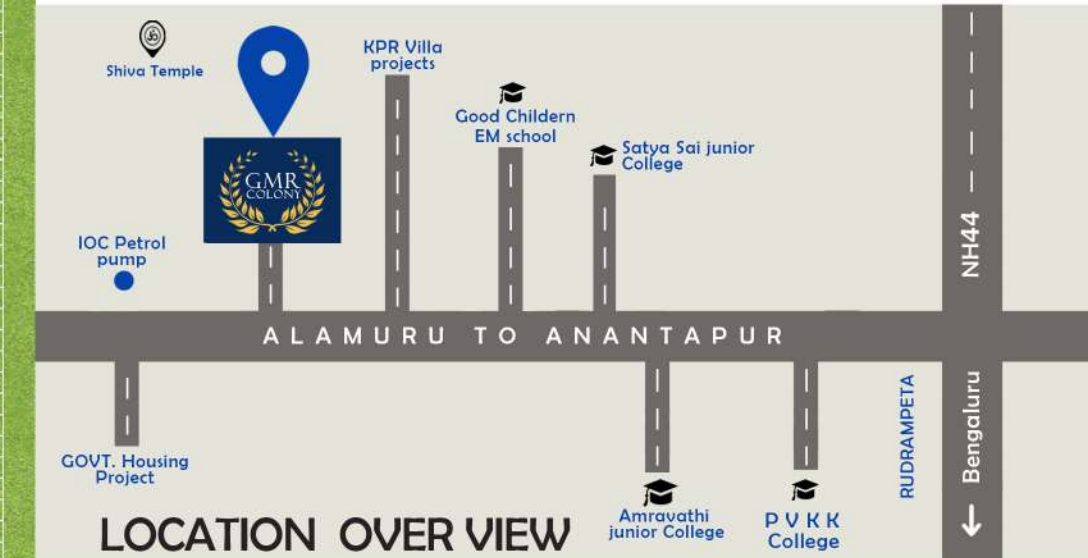 Shiva Temple
GMR
COLONY
KPR Villa
projects
Good Childern
EM school
Satya Sai junior
College
IOC Petrol
pump
NH44
ALAMURU TO ANANTAPUR
GOVT. Housing
Project
Amravathi
junior College
P V K K
College
RUDRAMPETA
Bengaluru
LOCATION OVER VIEW